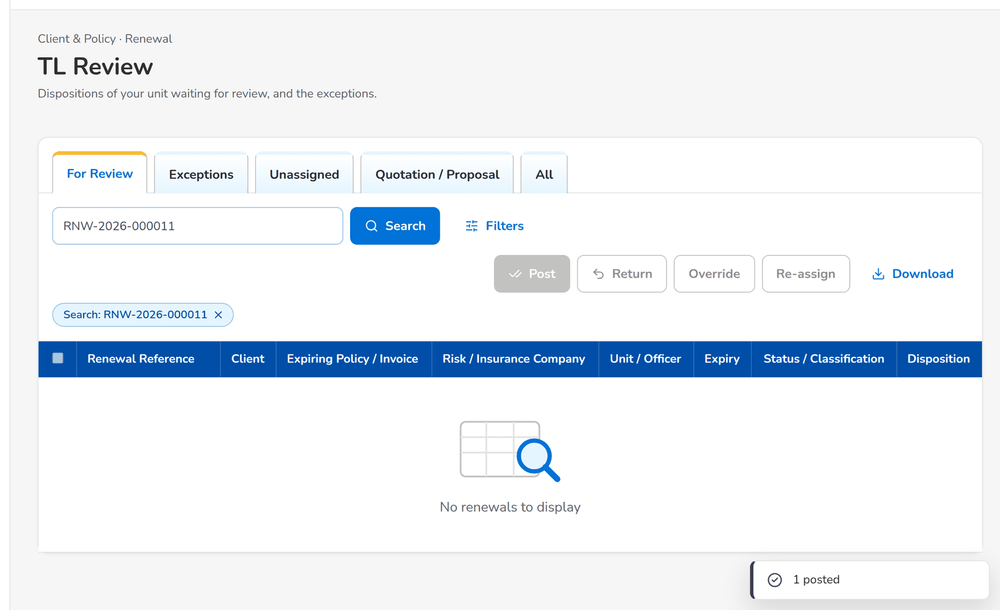 Client & Policy · Renewal
TL Review
Dispositions of your unit waiting for review, and the exceptions.
For Review
Exceptions
Unassigned
Quotation / Proposal
All
RNW-2026-000011
Search
Filters
Post
Return
Override
Re-assign
Download
Search: RNW-2026-000011
Renewal Reference
Client
Expiring Policy / Invoice
Risk / Insurance Company
Unit / Officer
Expiry
Status / Classification
Disposition
No renewals to display
1 posted